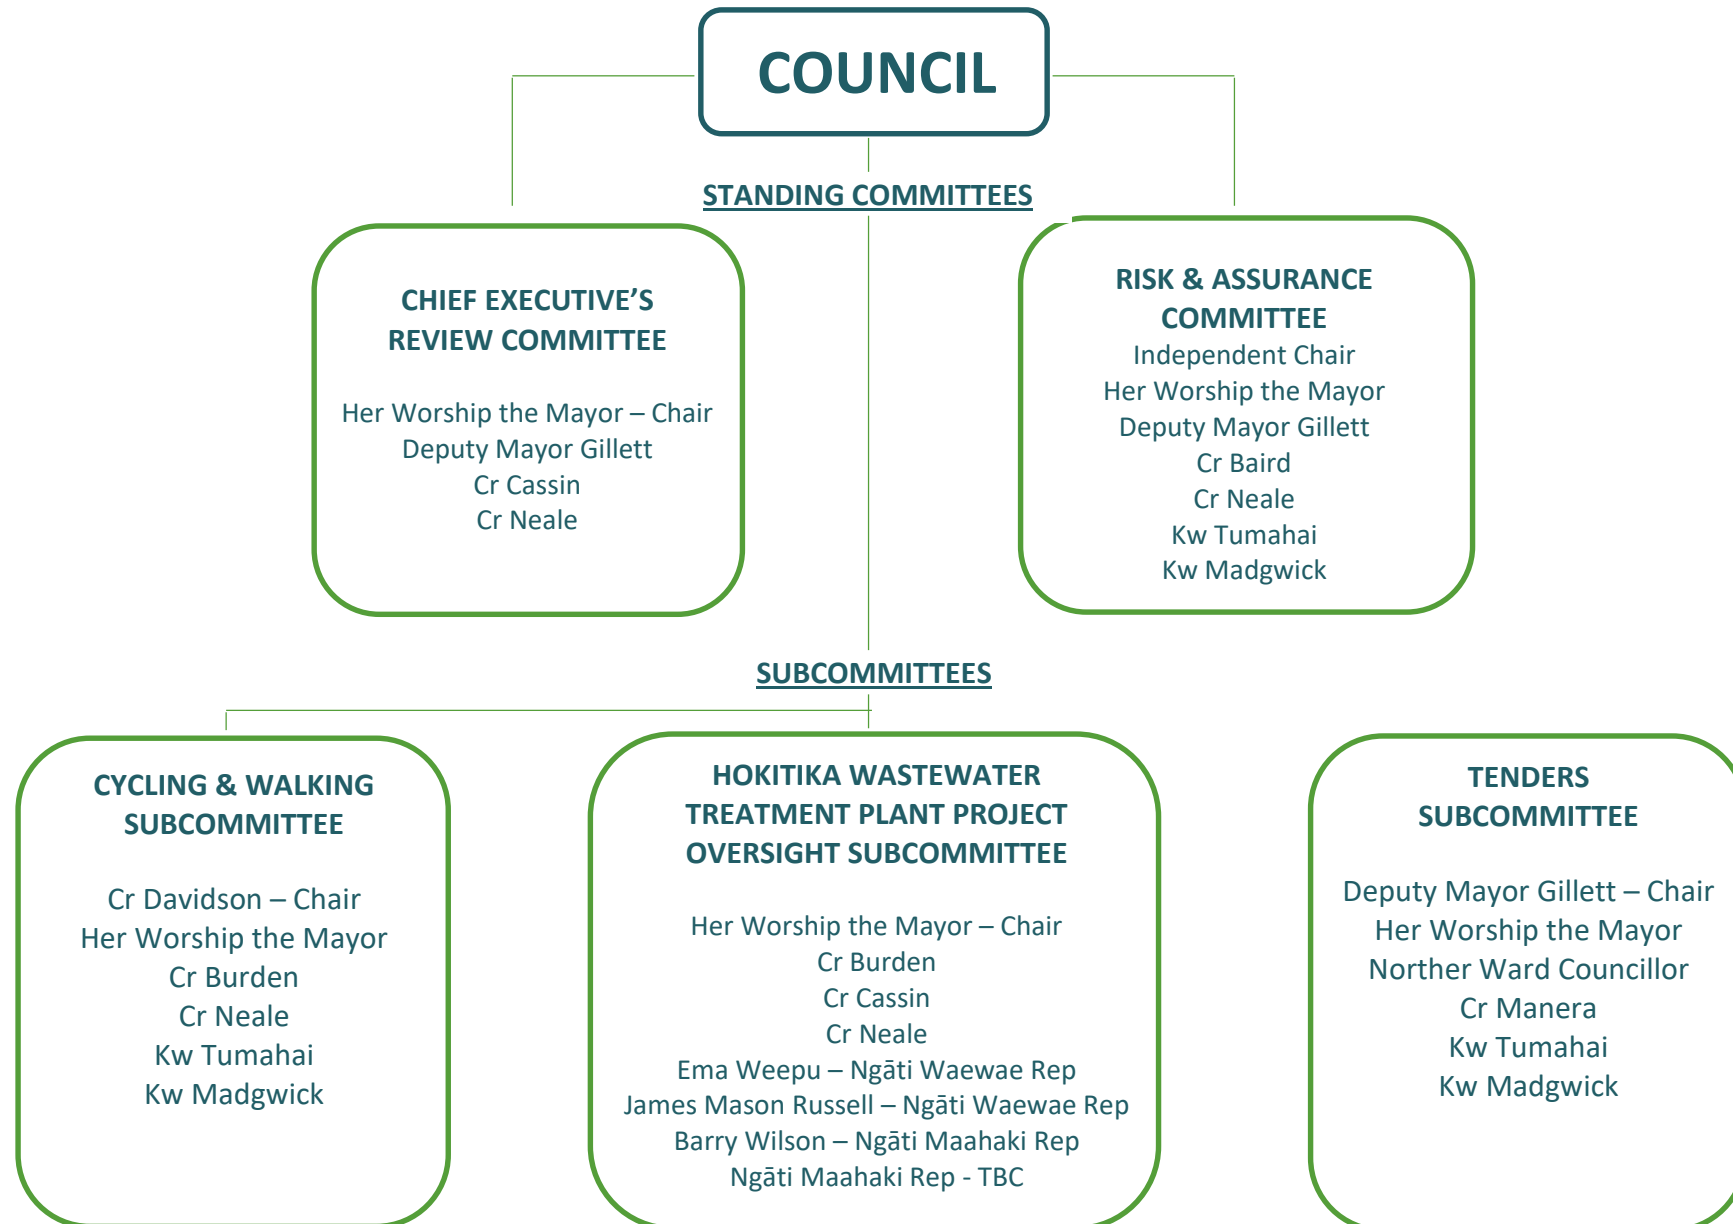 COUNCIL
STANDING COMMITTEES
CHIEF EXECUTIVE’S
REVIEW COMMITTEE
Her Worship the Mayor – Chair
Deputy Mayor Gillett
Cr Cassin
Cr Neale
RISK & ASSURANCE
COMMITTEE
Independent Chair
Her Worship the Mayor
Deputy Mayor Gillett
Cr Baird
Cr Neale
Kw Tumahai
Kw Madgwick
SUBCOMMITTEES
CYCLING & WALKING
SUBCOMMITTEE
Cr Davidson – Chair
Her Worship the Mayor
Cr Burden
Cr Neale
Kw Tumahai
Kw Madgwick
HOKITIKA WASTEWATER
TREATMENT PLANT PROJECT
OVERSIGHT SUBCOMMITTEE
Her Worship the Mayor – Chair
Cr Burden
Cr Cassin
Cr Neale
Ema Weepu – Ngāti Waewae Rep
James Mason Russell – Ngāti Waewae Rep
Barry Wilson – Ngāti Maahaki Rep
Ngāti Maahaki Rep - TBC
TENDERS
SUBCOMMITTEE
Deputy Mayor Gillett – Chair
Her Worship the Mayor
Norther Ward Councillor
Cr Manera
Kw Tumahai
Kw Madgwick